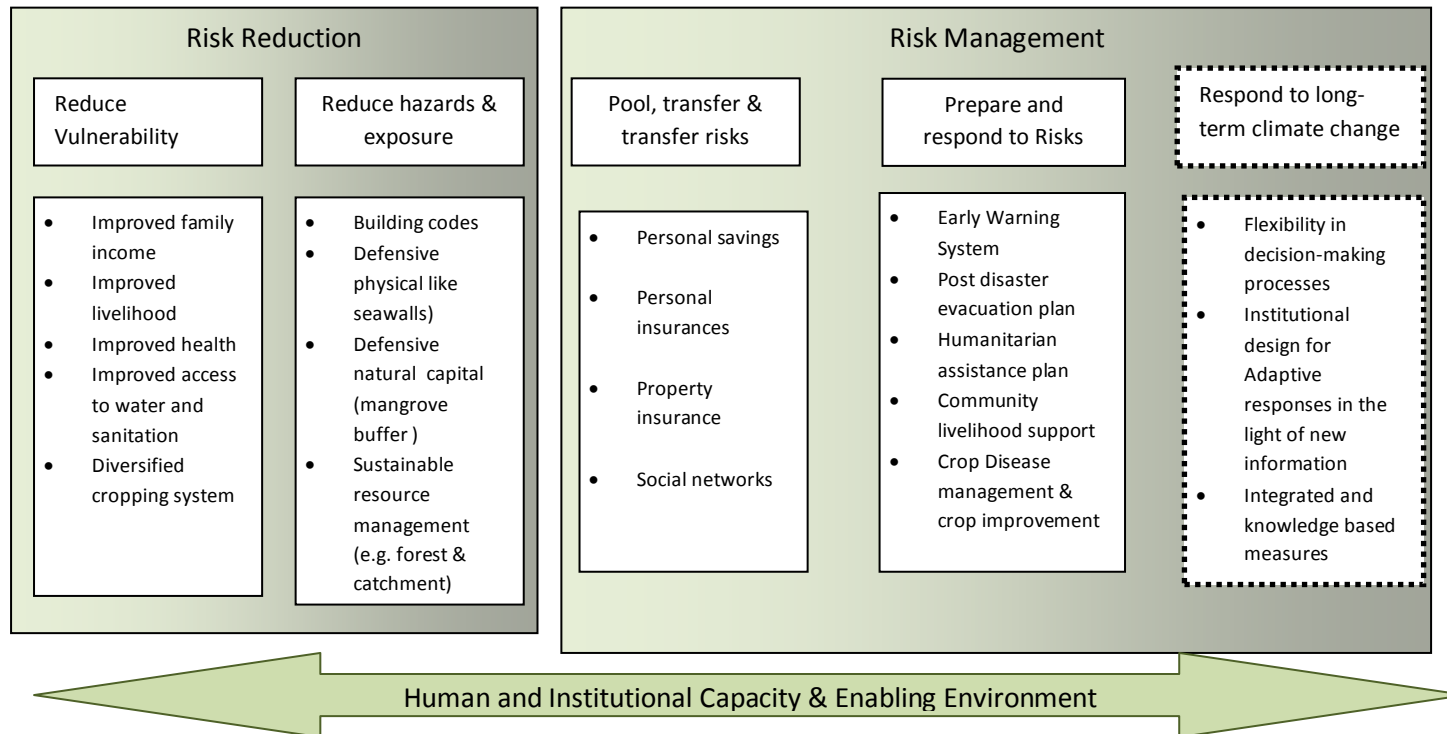 Risk Reduction
Reduce
Vulnerability
Reduce hazards &
exposure
• Improved family
income
• Improved
livelihood
• Improved health
• Improved access
to water and
sanitation
• Diversified
cropping system
• Building codes
• Defensive
physical like
seawalls)
• Defensive
natural capital
(mangrove
buffer )
• Sustainable
resource
management
(e.g. forest &
catchment)
Risk Management
Pool, transfer &
transfer risks
Prepare and
respond to Risks
Respond to long-
term climate change
• Personal savings
• Personal
insurances
• Property
insurance
• Social networks
• Early Warning
System
• Post disaster
evacuation plan
• Humanitarian
assistance plan
• Community
livelihood support
• Crop Disease
management &
crop improvement
• Flexibility in
decision-making
processes
• Institutional
design for
Adaptive
responses in the
light of new
information
• Integrated and
knowledge based
measures
Human and Institutional Capacity & Enabling Environment